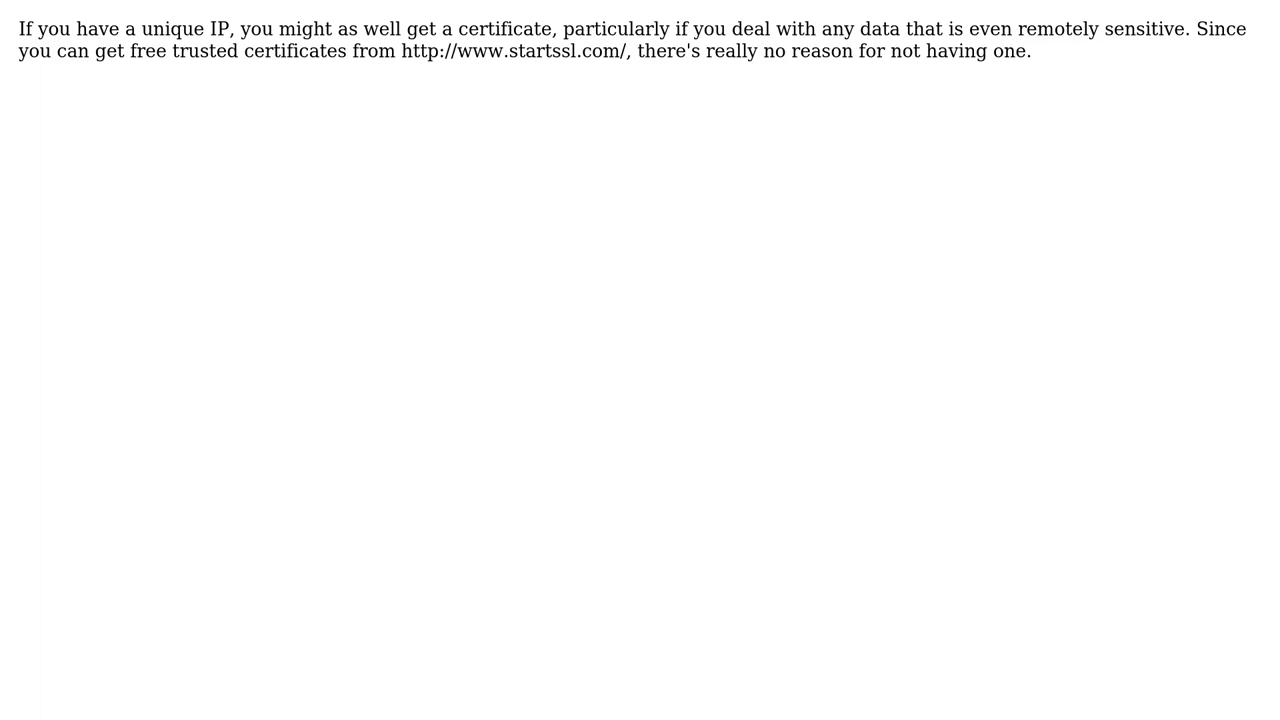 If you have a unique IP, you might as well get a certificate, particularly if you deal with any data that is even remotely sensitive. Since
you can get free trusted certificates from http://www.startssl.com/, there's really no reason for not having one.